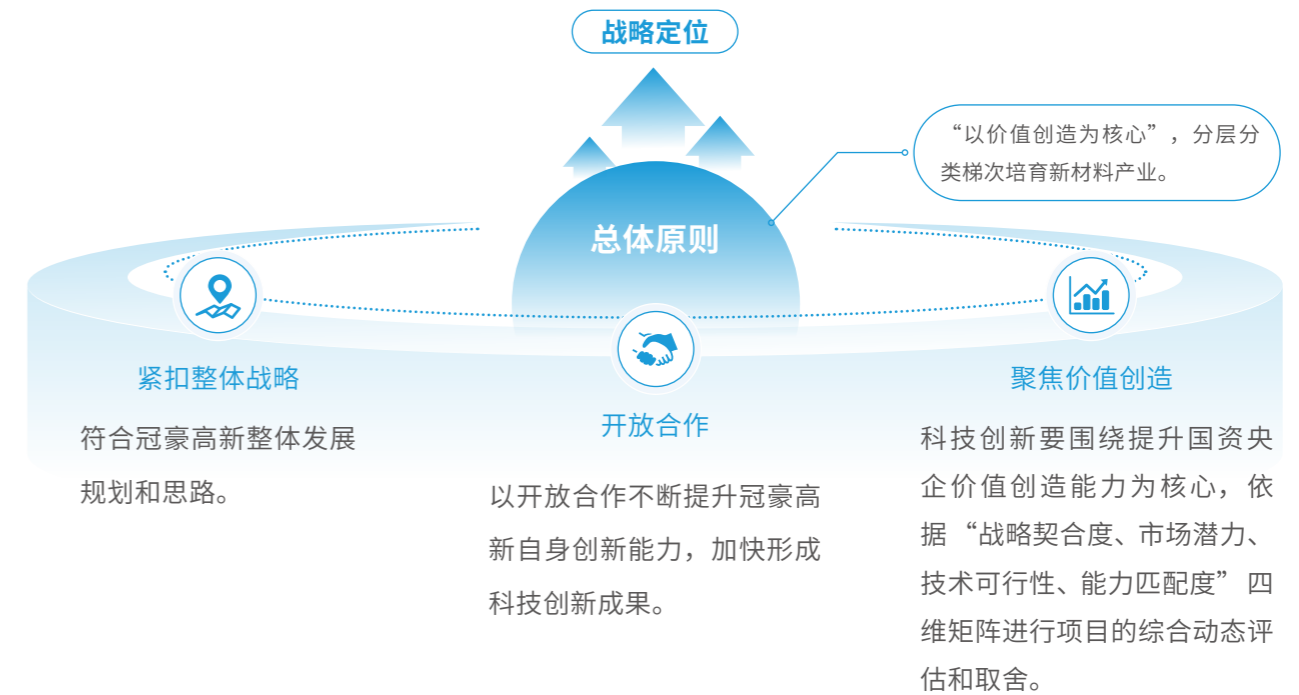 战略定位
“以价值创造为核心”，分层分
类梯次培育新材料产业。
总体原则
紧扣整体战略
符合冠豪高新整体发展
规划和思路。
开放合作
以开放合作不断提升冠豪高
新自身创新能力，加快形成
科技创新成果。
聚焦价值创造
科技创新要围绕提升国资央
企价值创造能力为核心，依
据“战略契合度、市场潜力、
技术可行性、能力匹配度”四
维矩阵进行项目的综合动态评
估和取舍。